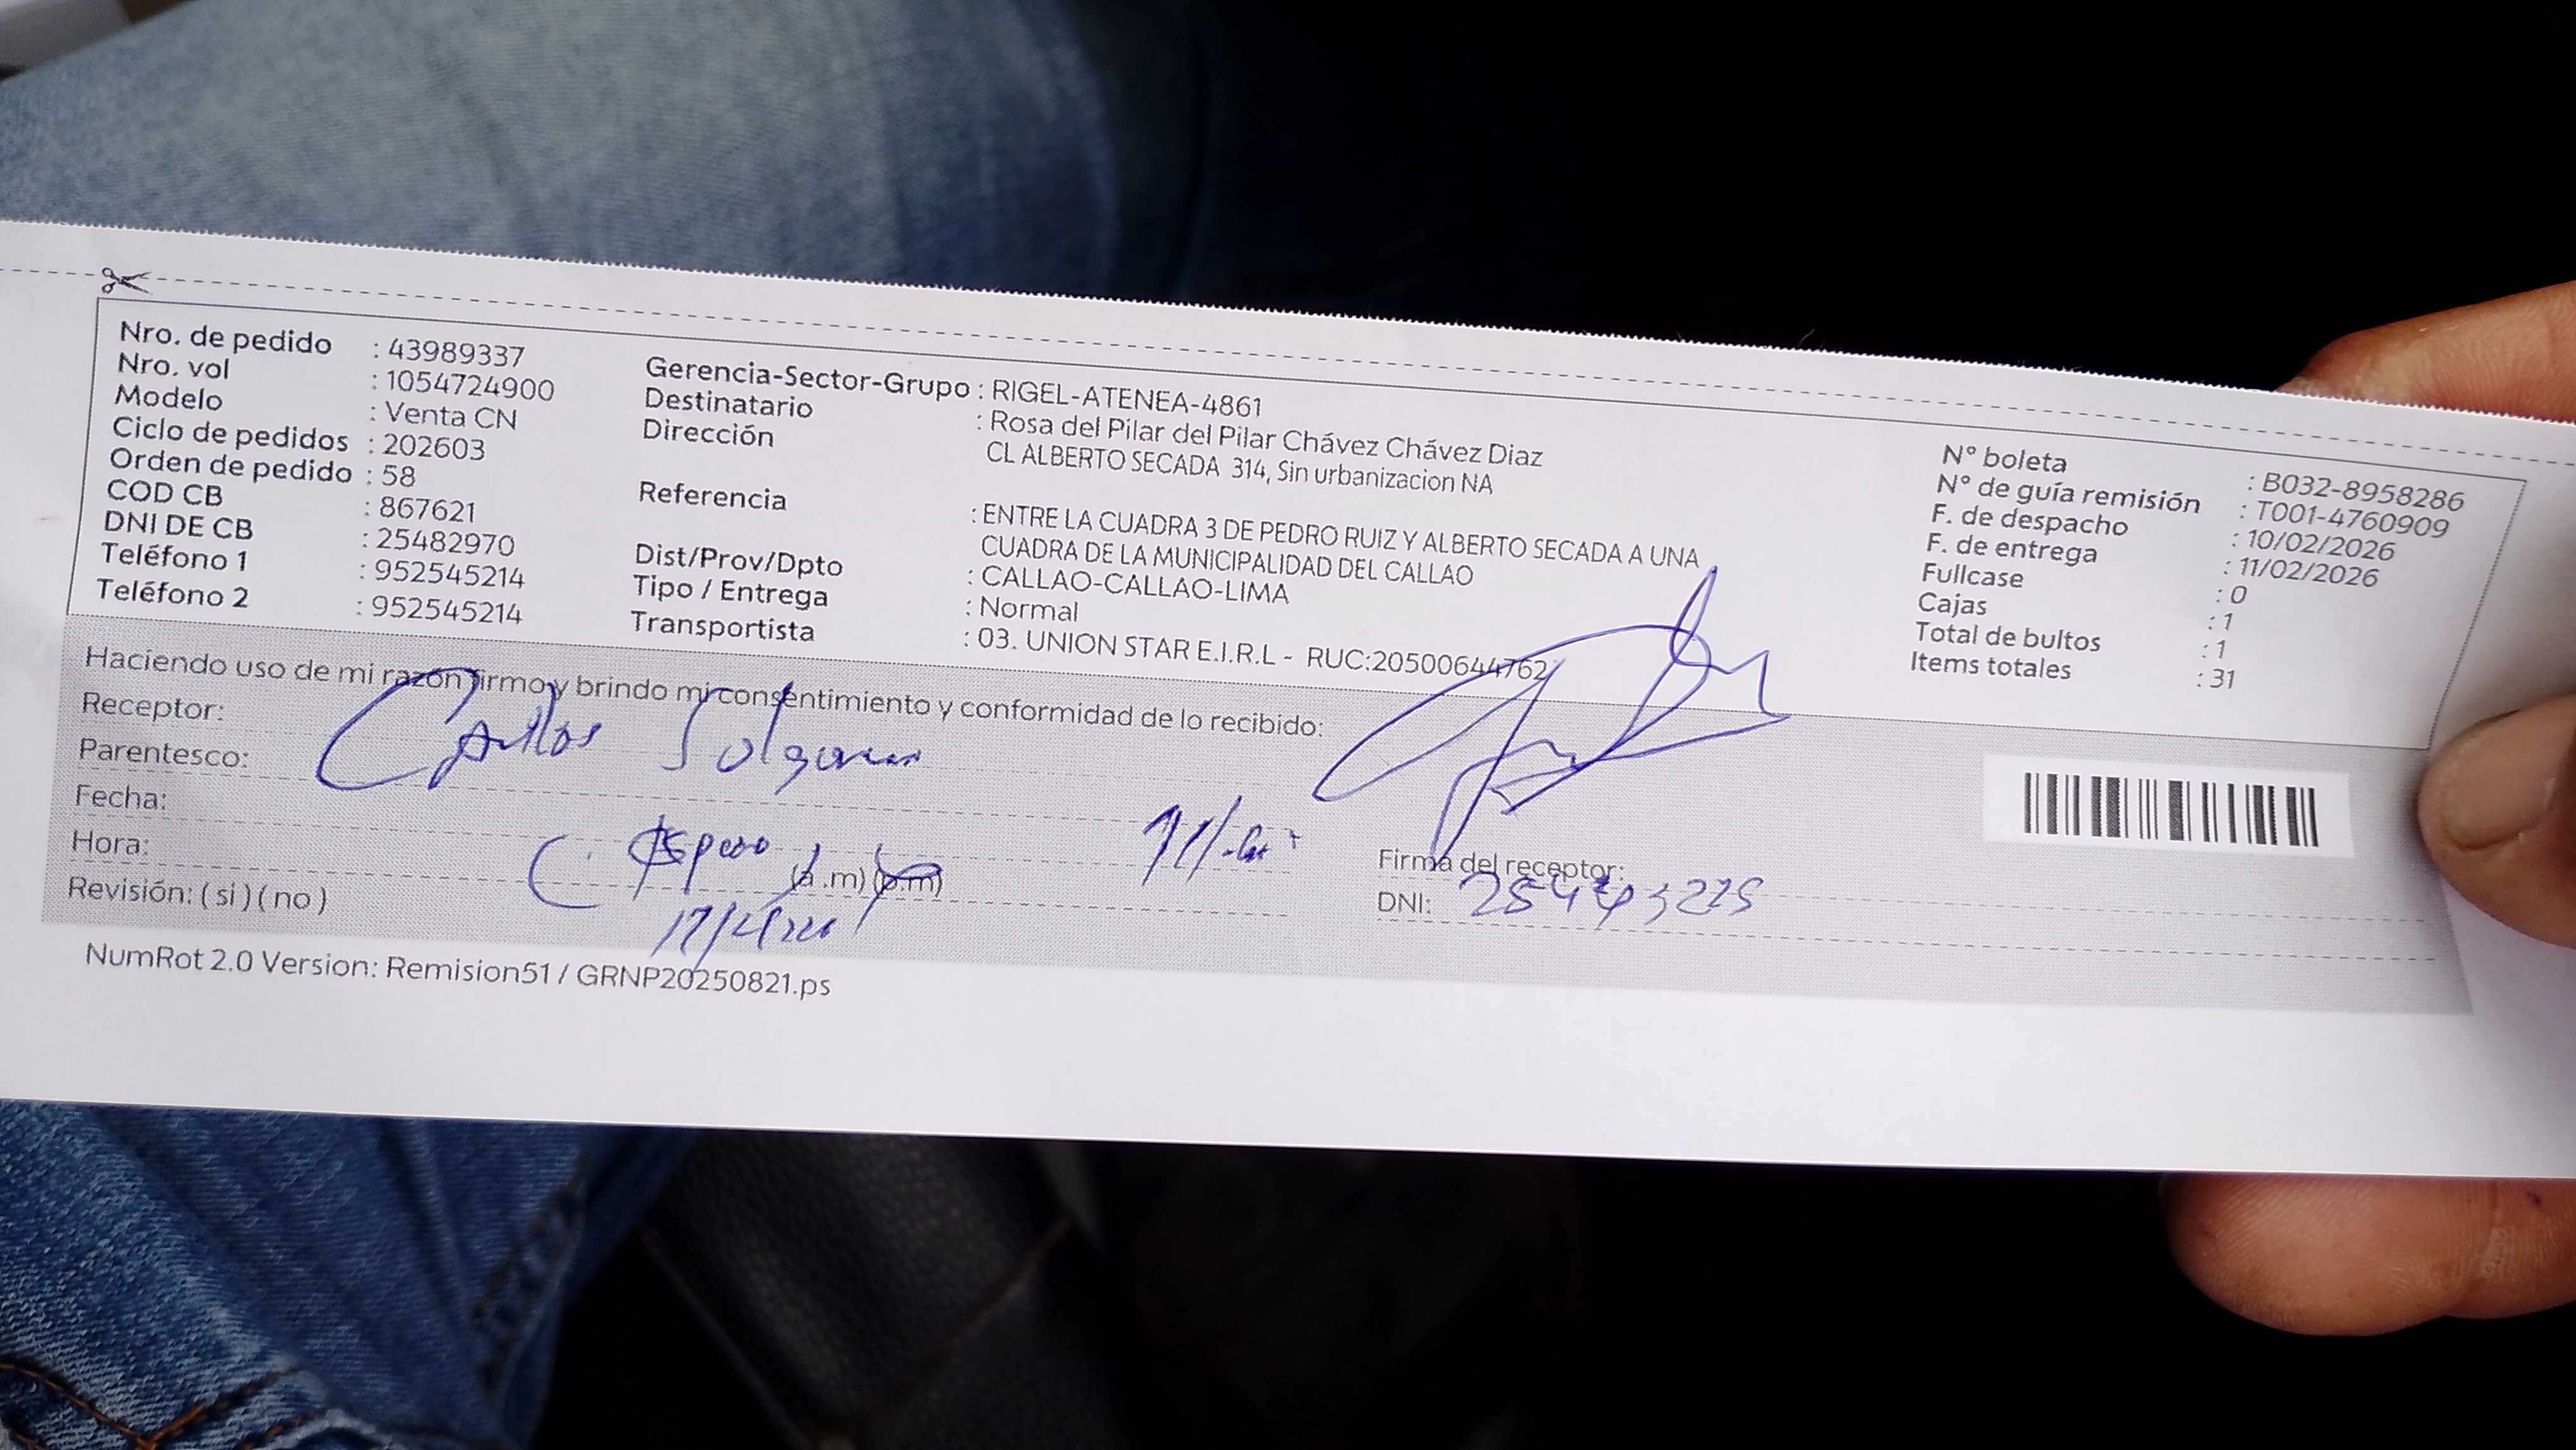 Nro. de pedido : 43989337
Nro. vol : 1054724900
Modelo : Venta CN
Ciclo de pedidos : 202603
Orden de pedido : 58
COD CB : 867621
DNI DE CB : 25482970
Teléfono 1 : 952545214
Teléfono 2 : 952545214
Gerencia-Sector-Grupo : RIGEL-ATENEA-4861
Destinatario : Rosa del Pilar del Pilar Chávez Chávez Diaz
Dirección CL ALBERTO SECADA 314, Sin urbanizacion NA
Referencia : ENTRE LA CUADRA 3 DE PEDRO RUIZ Y ALBERTO SECADA A UNA
CUADRA DE LA MUNICIPALIDAD DEL CALLAO
Dist/Prov/Dpto : CALLAO-CALLAO-LIMA
Tipo / Entrega : Normal
Transportista : 03. UNION STAR E.I.R.L - RUC:20500644762
N° boleta : B032-8958286
N° de guía remisión : T001-4760909
F. de despacho : 10/02/2026
F. de entrega : 11/02/2026
Fullcase : 0
Cajas : 1
Total de bultos : 1
Items totales : 31
Haciendo uso de mi razón firmo y brindo mi consentimiento y conformidad de lo recibido:
Receptor: Carlos
Parentesco:
Fecha:
Hora: (a.m) (p.m)
Revisión: ( si ) ( no )
Firma del receptor:
DNI:
NumRot 2.0 Version: Remision51 / GRNP20250821.ps